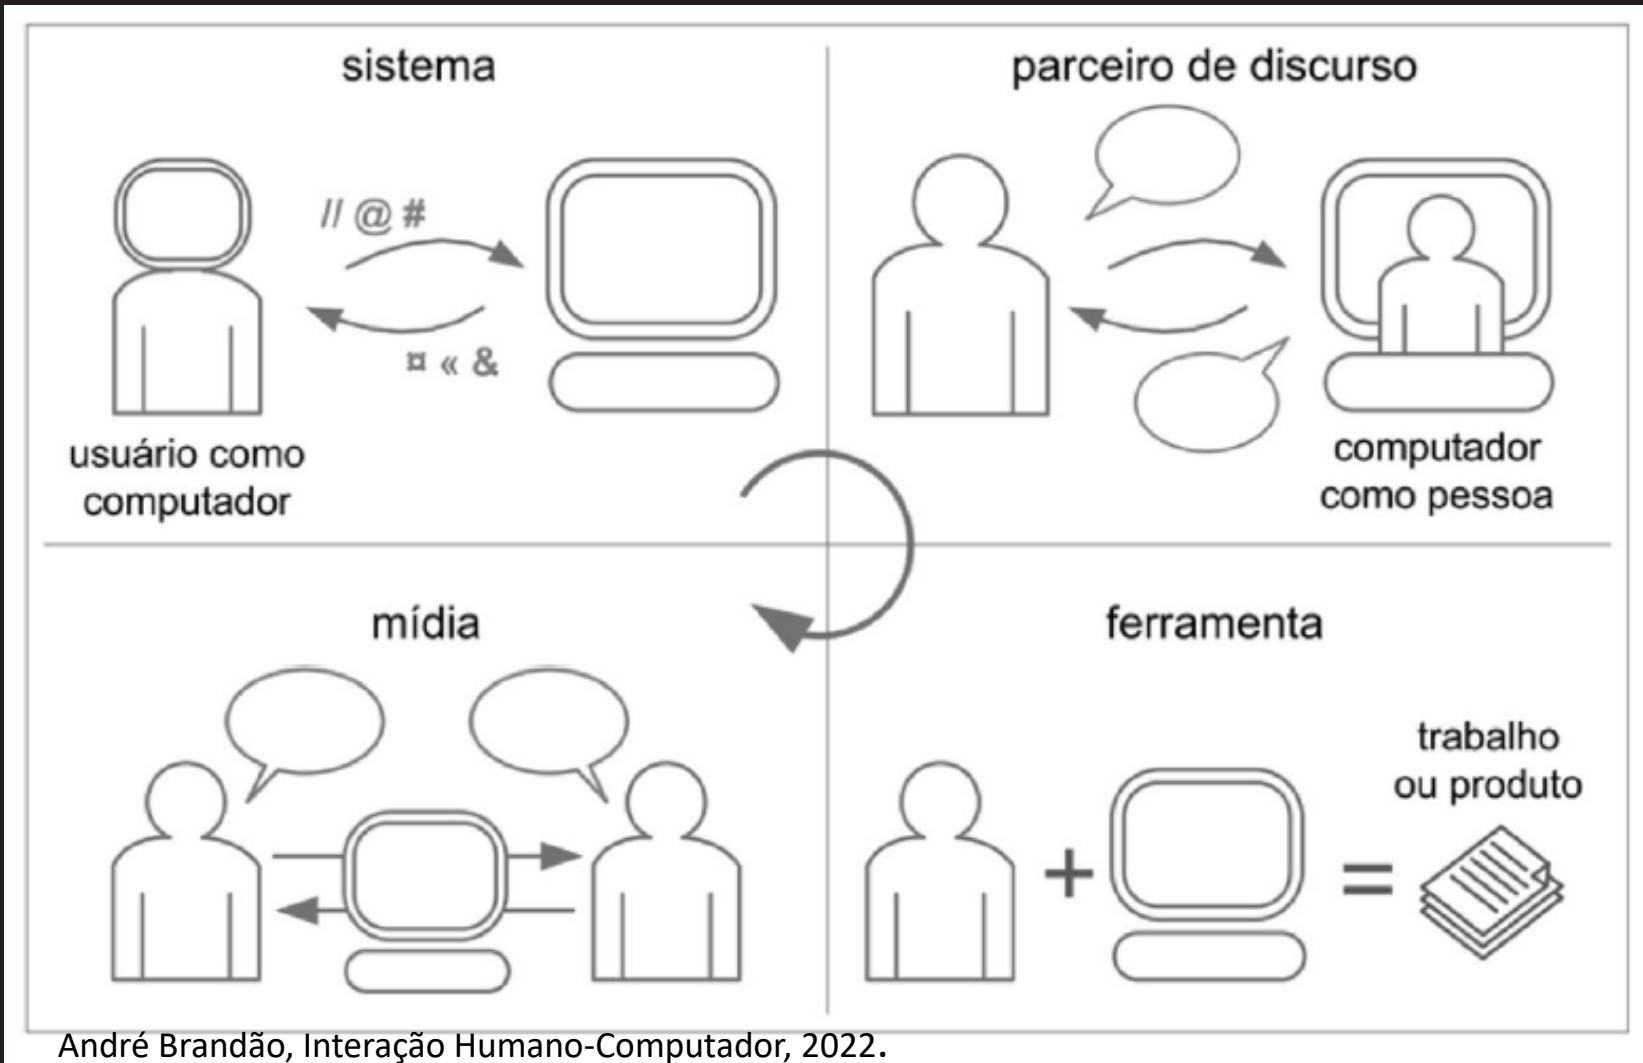 sistema
// @ #
¤ « &
usuário como
computador
parceiro de discurso
computador
como pessoa
mídia
ferramenta
+
=
trabalho
ou produto
André Brandão, Interação Humano-Computador, 2022.